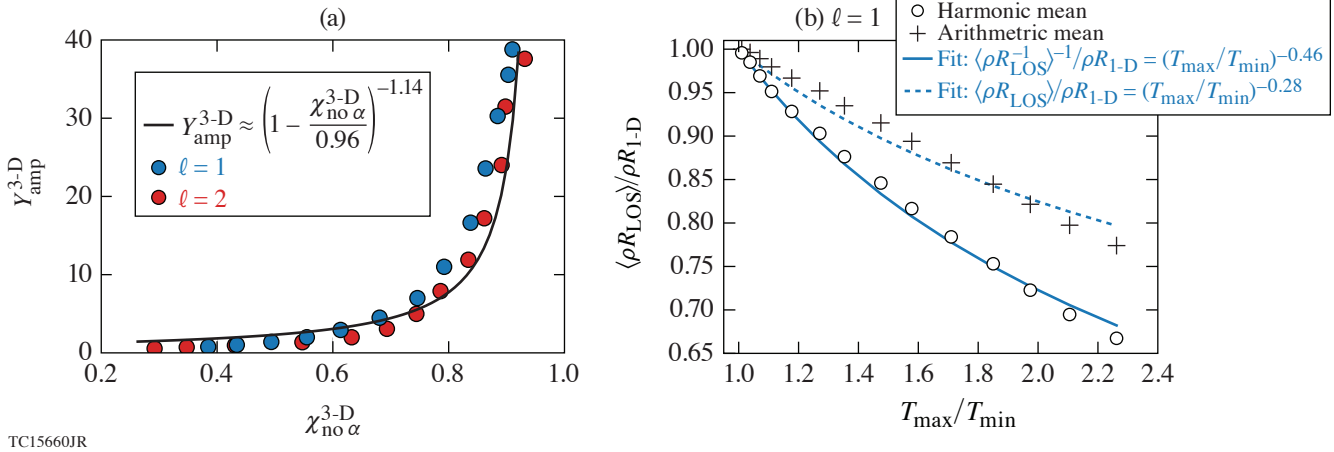 (a)
40
30
20
10
0
Y^{3-D}_{amp}
Y^{3-D}_{amp} ≈ (1 − χ^{3-D}_{no α}/0.96)^{−1.14}
ℓ = 1
ℓ = 2
0.2 0.4 0.6 0.8 1.0
χ^{3-D}_{no α}
TC15660JR
(b) ℓ = 1
Harmonic mean
Arithmetric mean
Fit: ⟨ρR^{−1}_{LOS}⟩^{−1}/ρR_{1-D} = (T_{max}/T_{min})^{−0.46}
Fit: ⟨ρR_{LOS}⟩/ρR_{1-D} = (T_{max}/T_{min})^{−0.28}
1.00
0.95
0.90
0.85
0.80
0.75
0.70
0.65
⟨ρR_{LOS}⟩/ρR_{1-D}
1.0 1.2 1.4 1.6 1.8 2.0 2.2 2.4
T_{max}/T_{min}